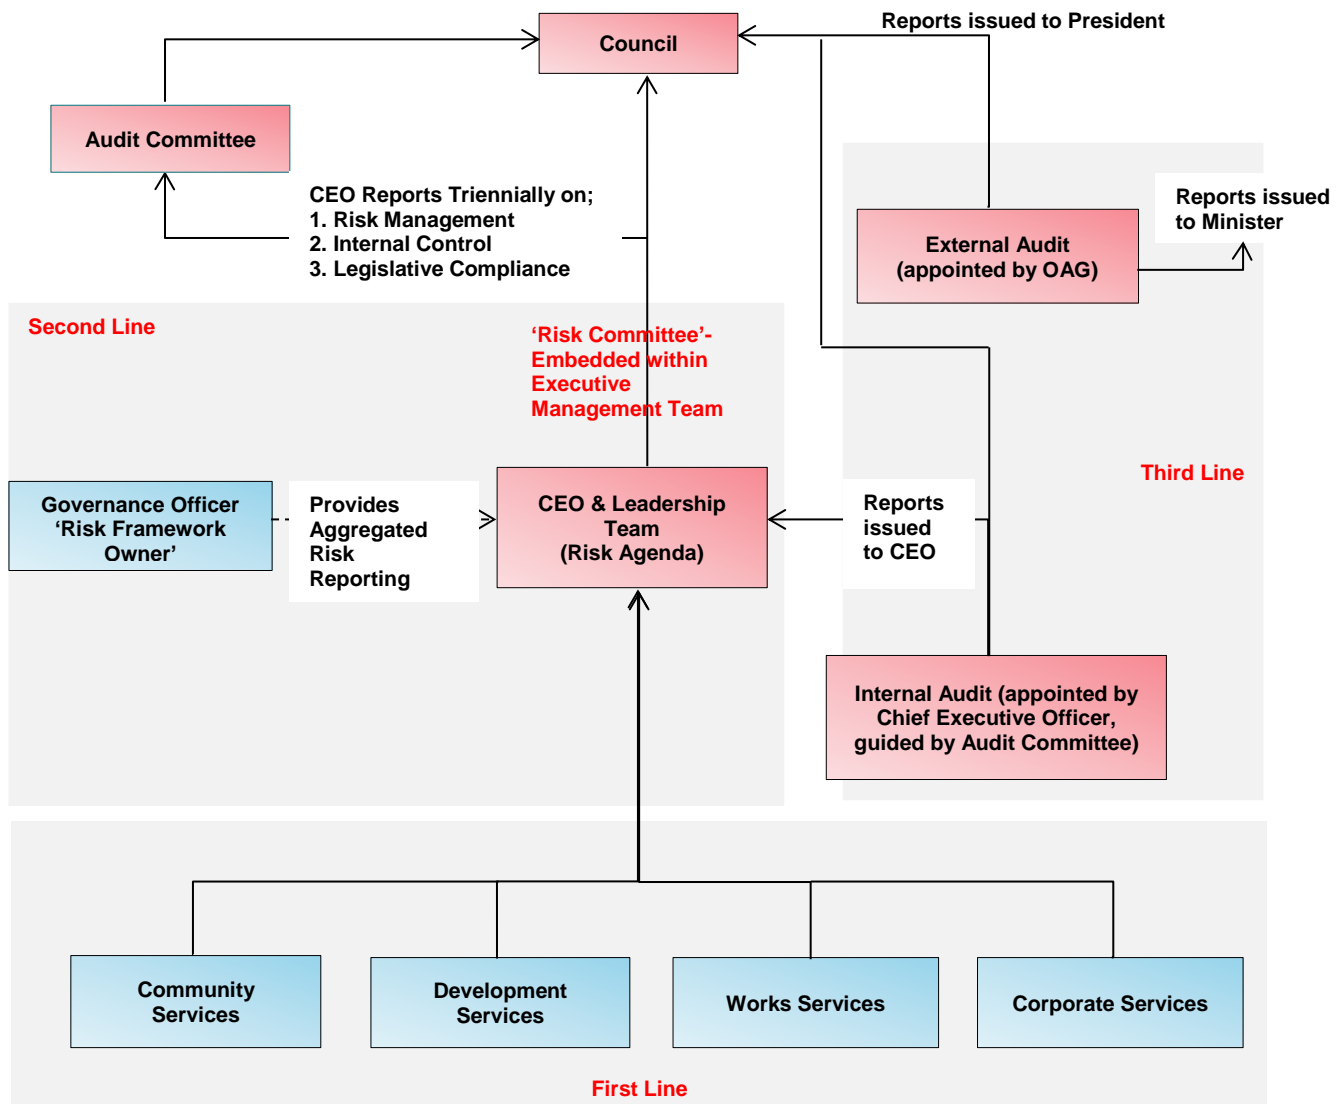 Reports issued to President
Council
Audit Committee
CEO Reports Triennially on;
1. Risk Management
2. Internal Control
3. Legislative Compliance
Reports issued
to Minister
External Audit
(appointed by OAG)
Second Line
‘Risk Committee’-
Embedded within
Executive
Management Team
Third Line
Governance Officer
‘Risk Framework
Owner’
Provides
Aggregated
Risk
Reporting
CEO & Leadership
Team
(Risk Agenda)
Reports
issued
to CEO
Internal Audit (appointed by
Chief Executive Officer,
guided by Audit Committee)
Community
Services
Development
Services
Works Services
Corporate Services
First Line